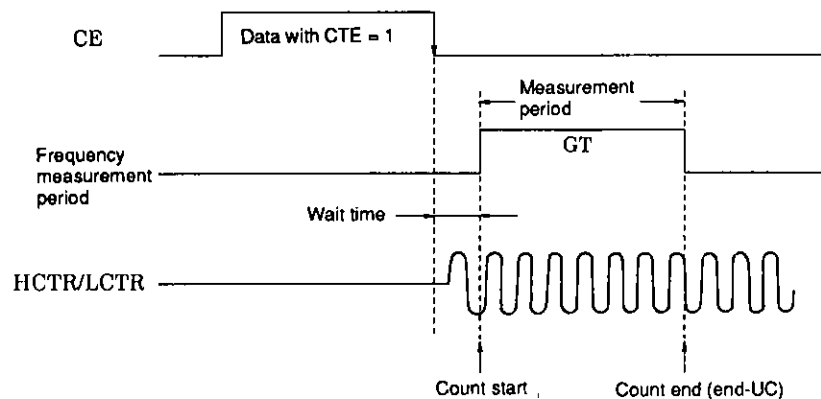 CE
Data with CTE = 1
Measurement
period
GT
Frequency
measurement
period
Wait time
HCTR/LCTR
Count start
Count end (end-UC)